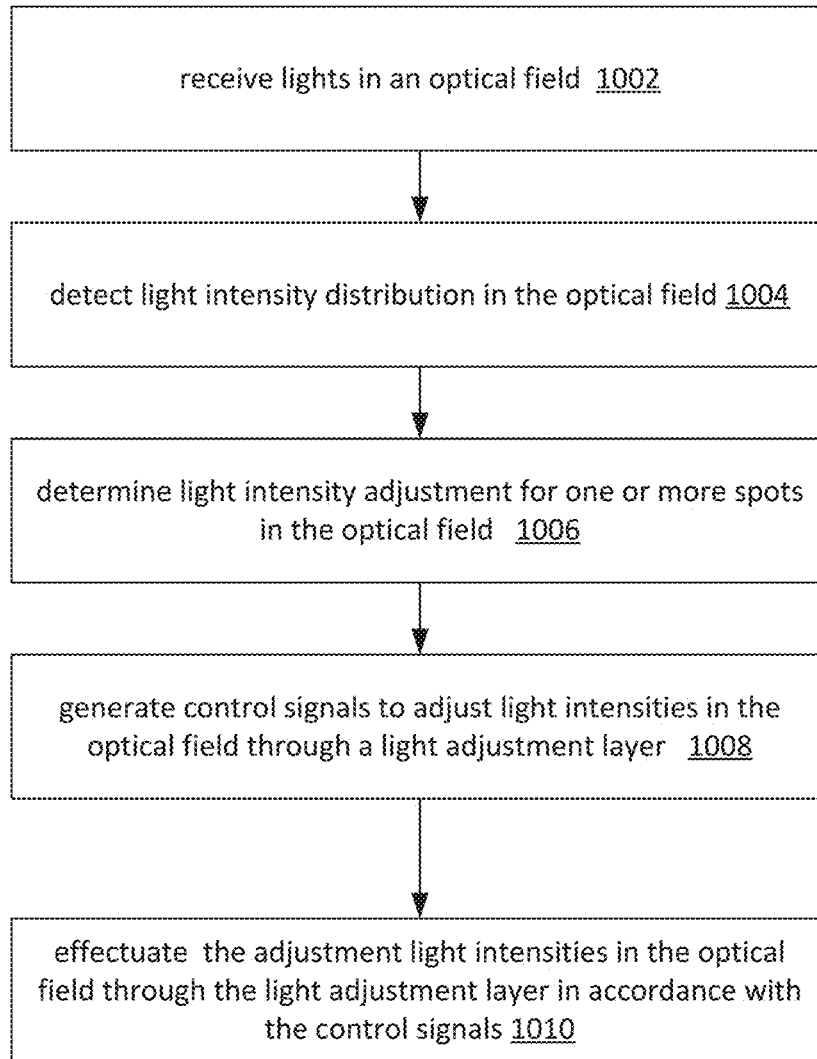 receive lights in an optical field 1002
detect light intensity distribution in the optical field 1004
determine light intensity adjustment for one or more spots
in the optical field 1006
generate control signals to adjust light intensities in the
optical field through a light adjustment layer 1008
effectuate the adjustment light intensities in the optical
field through the light adjustment layer in accordance with
the control signals 1010